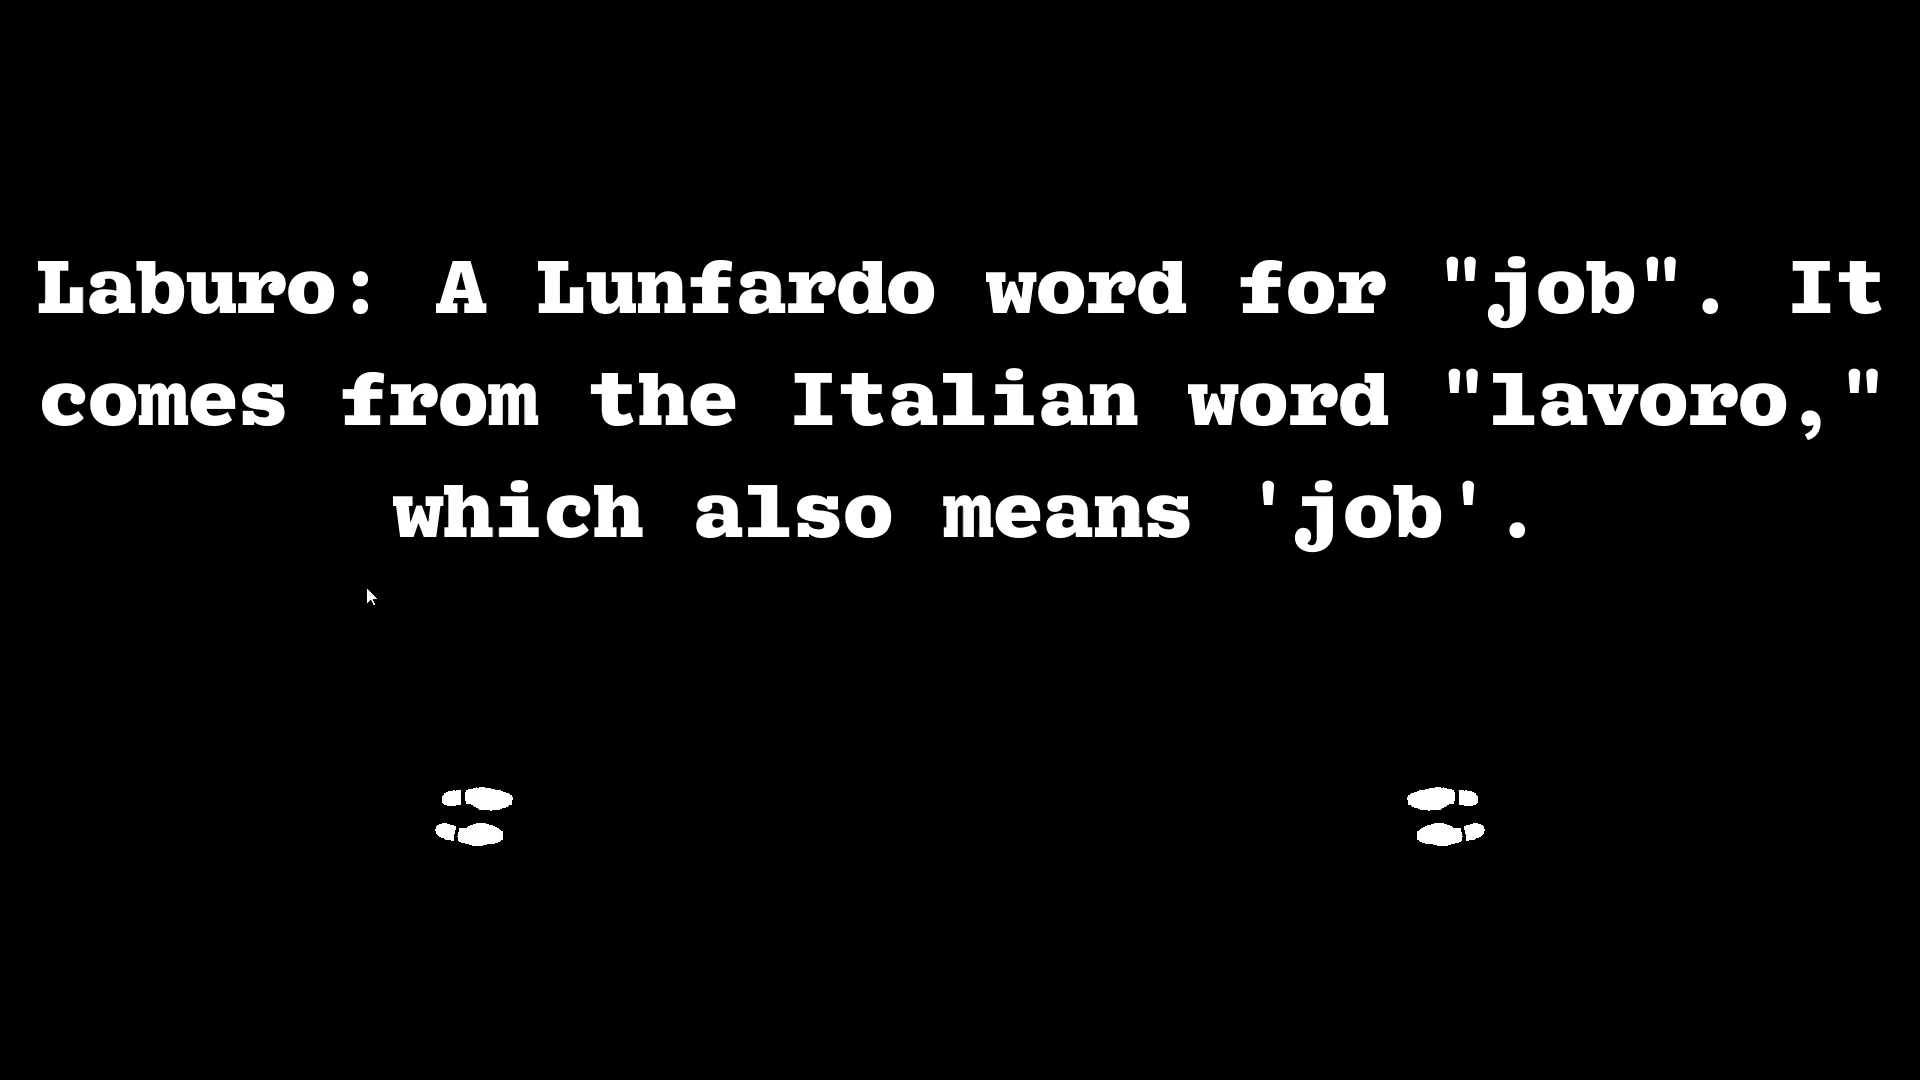 Laburo: A Lunfardo word for "job". It
comes from the Italian word "lavoro,"
which also means 'job'.